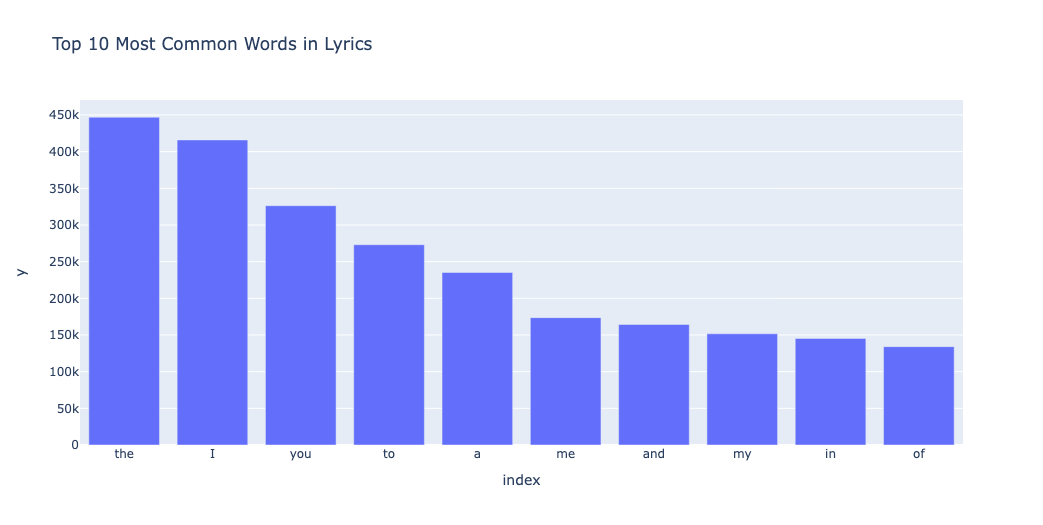 Top 10 Most Common Words in Lyrics
450k
400k
350k
300k
250k
200k
150k
100k
50k
0
y
the I you to a me and my in of
index